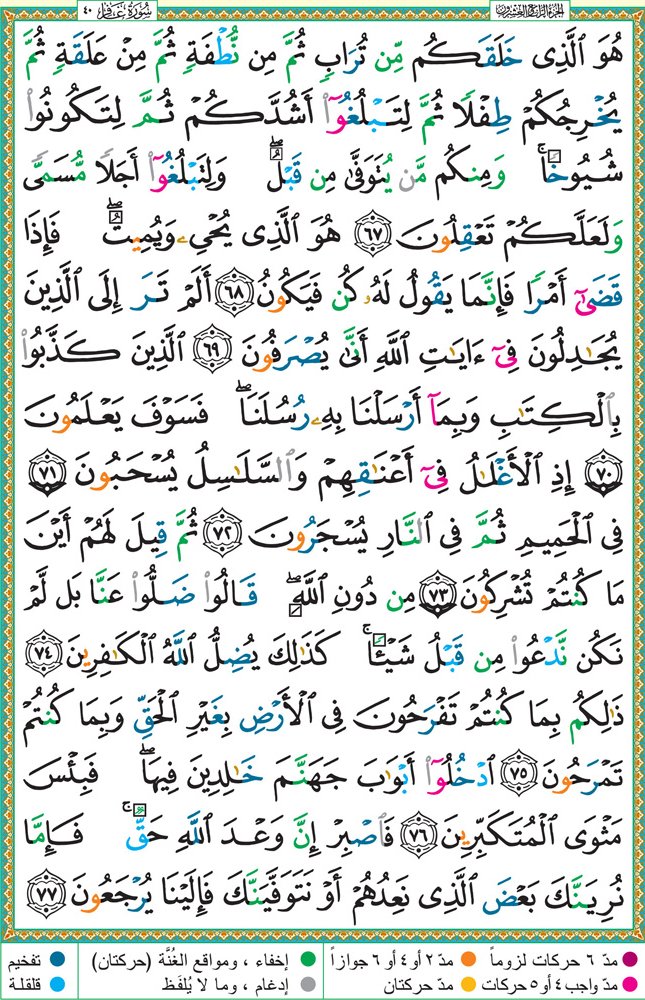 الجزء الرابع والعشرون سورة غافر ٤٠
هُوَ ٱلَّذِى خَلَقَكُم مِّن تُرَابٍ ثُمَّ مِن نُّطْفَةٍ ثُمَّ مِنْ عَلَقَةٍ ثُمَّ
يُخْرِجُكُمْ طِفْلًا ثُمَّ لِتَبْلُغُوٓا۟ أَشُدَّكُمْ ثُمَّ لِتَكُونُوا۟
شُيُوخًا ۚ وَمِنكُم مَّن يُتَوَفَّىٰ مِن قَبْلُ ۖ وَلِتَبْلُغُوٓا۟ أَجَلًا مُّسَمًّى
وَلَعَلَّكُمْ تَعْقِلُونَ ٦٧ هُوَ ٱلَّذِى يُحْىِۦ وَيُمِيتُ ۖ فَإِذَا
قَضَىٰٓ أَمْرًا فَإِنَّمَا يَقُولُ لَهُۥ كُن فَيَكُونُ ٦٨ أَلَمْ تَرَ إِلَى ٱلَّذِينَ
يُجَـٰدِلُونَ فِىٓ ءَايَـٰتِ ٱللَّهِ أَنَّىٰ يُصْرَفُونَ ٦٩ ٱلَّذِينَ كَذَّبُوا۟
بِٱلْكِتَـٰبِ وَبِمَآ أَرْسَلْنَا بِهِۦ رُسُلَنَا ۖ فَسَوْفَ يَعْلَمُونَ
٧٠ إِذِ ٱلْأَغْلَـٰلُ فِىٓ أَعْنَـٰقِهِمْ وَٱلسَّلَـٰسِلُ يُسْحَبُونَ ٧١
فِى ٱلْحَمِيمِ ثُمَّ فِى ٱلنَّارِ يُسْجَرُونَ ٧٢ ثُمَّ قِيلَ لَهُمْ أَيْنَ
مَا كُنتُمْ تُشْرِكُونَ ٧٣ مِن دُونِ ٱللَّهِ ۖ قَالُوا۟ ضَلُّوا۟ عَنَّا بَل لَّمْ
نَكُن نَّدْعُوا۟ مِن قَبْلُ شَيْـًٔا ۚ كَذَٰلِكَ يُضِلُّ ٱللَّهُ ٱلْكَـٰفِرِينَ ٧٤
ذَٰلِكُم بِمَا كُنتُمْ تَفْرَحُونَ فِى ٱلْأَرْضِ بِغَيْرِ ٱلْحَقِّ وَبِمَا كُنتُمْ
تَمْرَحُونَ ٧٥ ٱدْخُلُوٓا۟ أَبْوَٰبَ جَهَنَّمَ خَـٰلِدِينَ فِيهَا ۖ فَبِئْسَ
مَثْوَى ٱلْمُتَكَبِّرِينَ ٧٦ فَٱصْبِرْ إِنَّ وَعْدَ ٱللَّهِ حَقٌّ ۚ فَإِمَّا
نُرِيَنَّكَ بَعْضَ ٱلَّذِى نَعِدُهُمْ أَوْ نَتَوَفَّيَنَّكَ فَإِلَيْنَا يُرْجَعُونَ ٧٧
مدّ ٦ حركات لزوماً مدّ ٢ أو ٤ أو ٦ جوازاً إخفاء ، ومواقع الغُنَّة (حركتان) تفخيم
مدّ واجب ٤ أو ٥ حركات مدّ حركتان إدغام ، وما لا يُلفَظ قلقلة